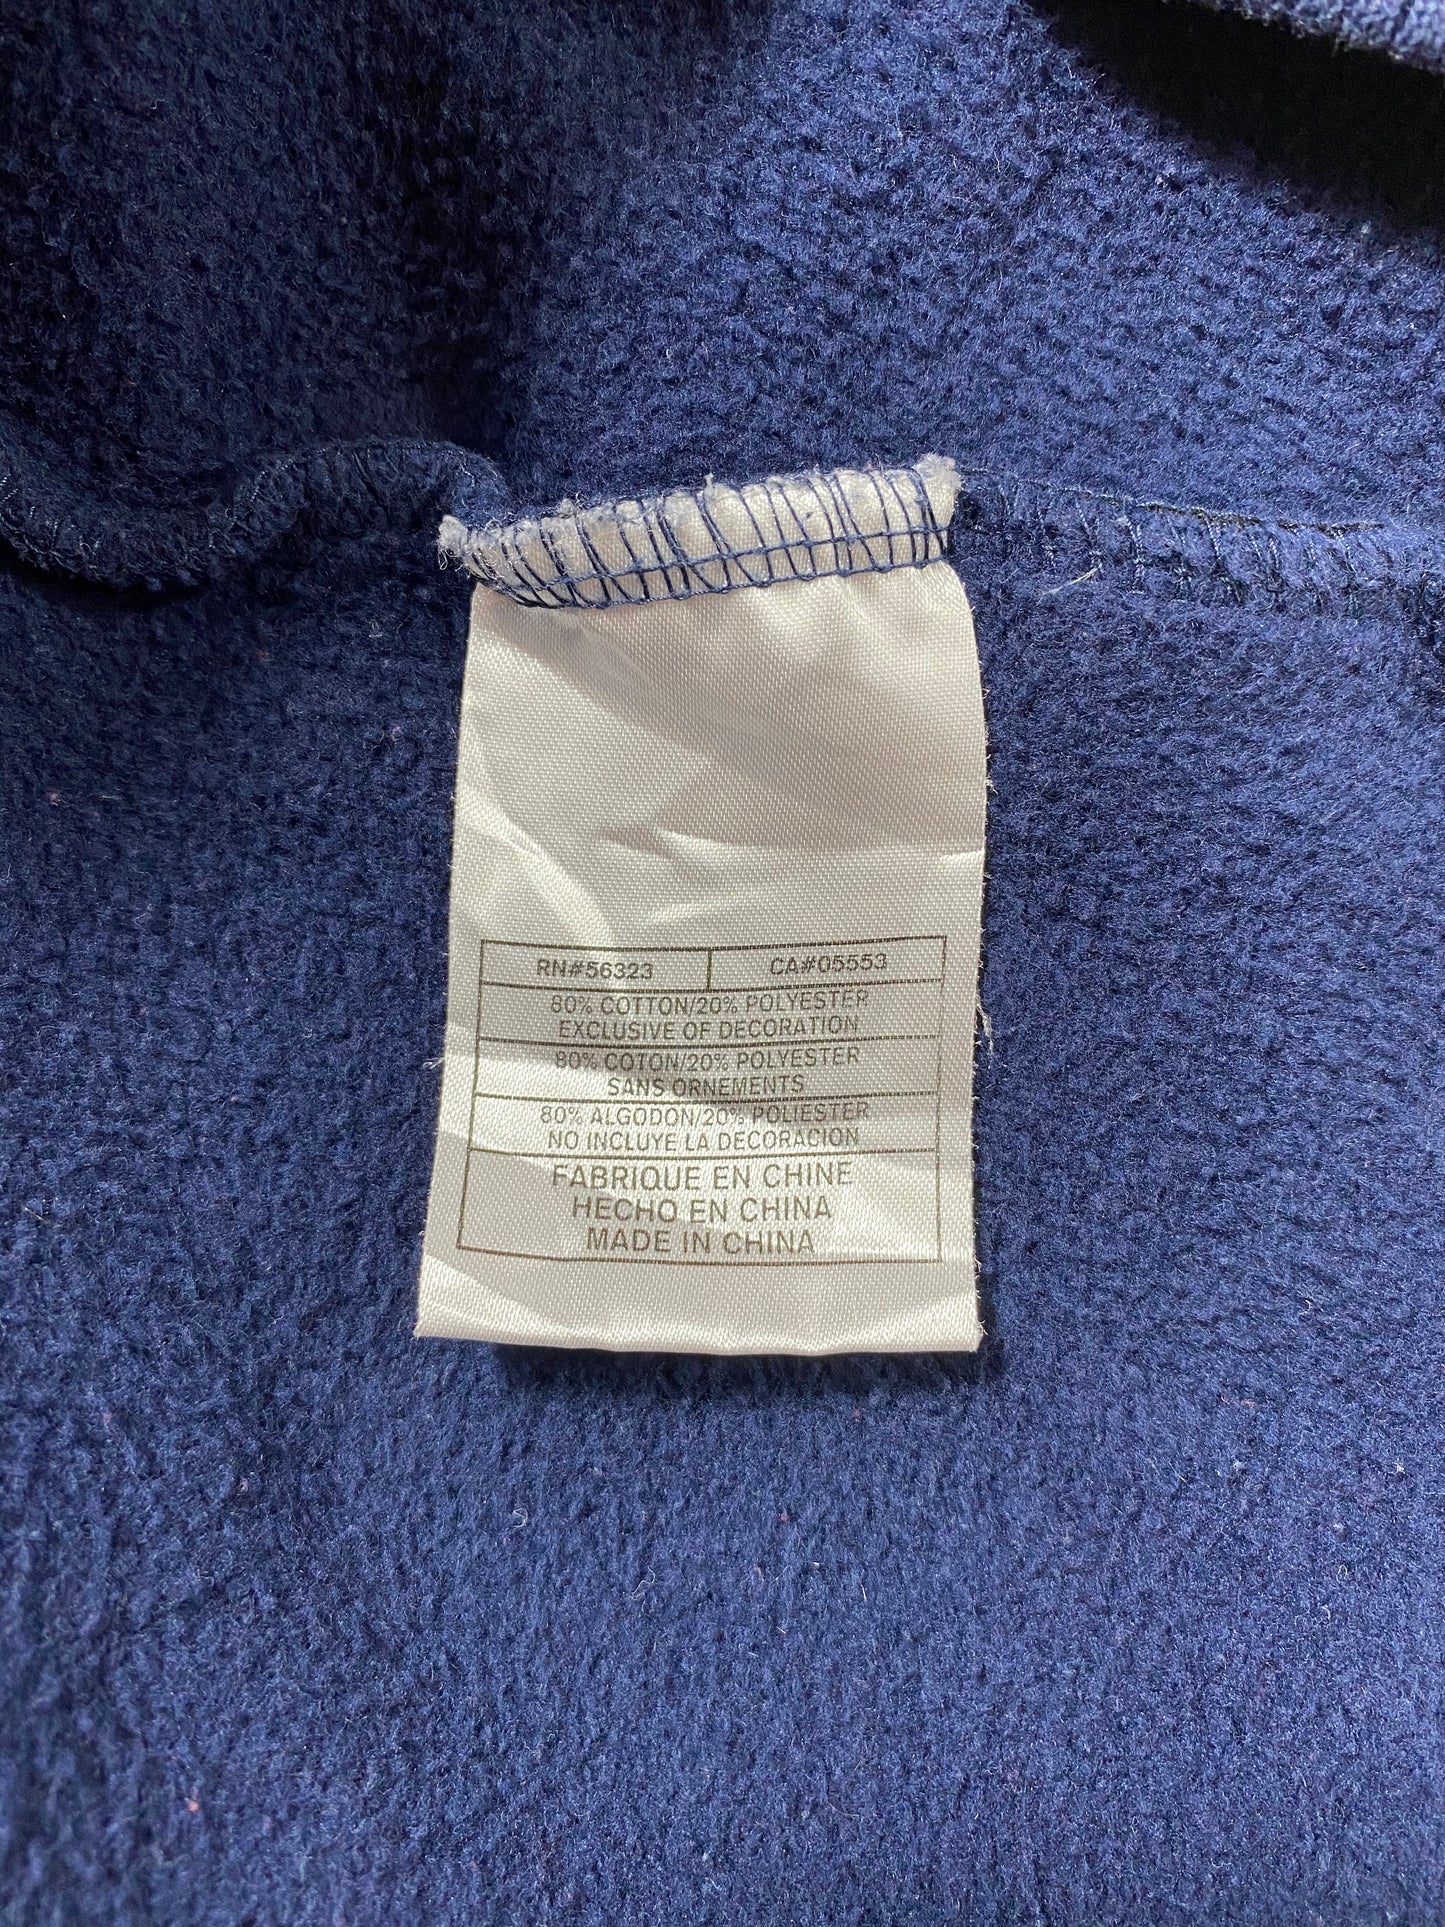 RN#56323 CA#05553
80% COTTON/20% POLYESTER
EXCLUSIVE OF DECORATION
80% COTON/20% POLYESTER
SANS ORNEMENTS
80% ALGODON/20% POLIESTER
NO INCLUYE LA DECORACION
FABRIQUE EN CHINE
HECHO EN CHINA
MADE IN CHINA